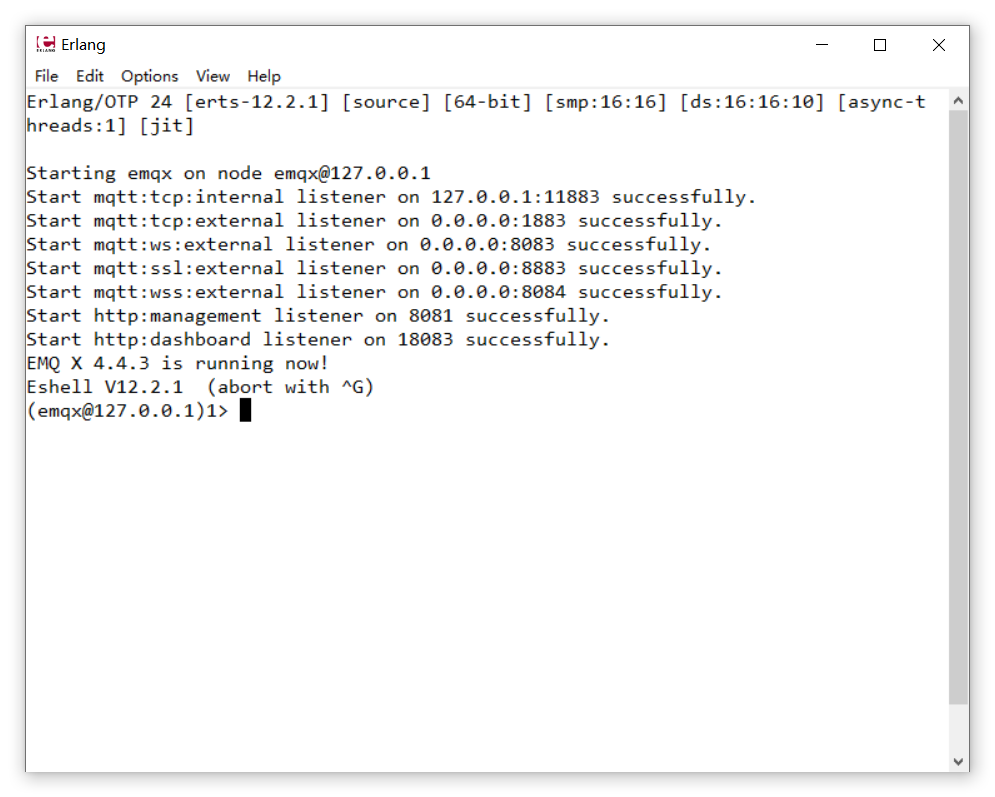 Erlang
File Edit Options View Help
Erlang/OTP 24 [erts-12.2.1] [source] [64-bit] [smp:16:16] [ds:16:16:10] [async-t
hreads:1] [jit]
Starting emqx on node emqx@127.0.0.1
Start mqtt:tcp:internal listener on 127.0.0.1:11883 successfully.
Start mqtt:tcp:external listener on 0.0.0.0:1883 successfully.
Start mqtt:ws:external listener on 0.0.0.0:8083 successfully.
Start mqtt:ssl:external listener on 0.0.0.0:8883 successfully.
Start mqtt:wss:external listener on 0.0.0.0:8084 successfully.
Start http:management listener on 8081 successfully.
Start http:dashboard listener on 18083 successfully.
EMQ X 4.4.3 is running now!
Eshell V12.2.1  (abort with ^G)
(emqx@127.0.0.1)1>